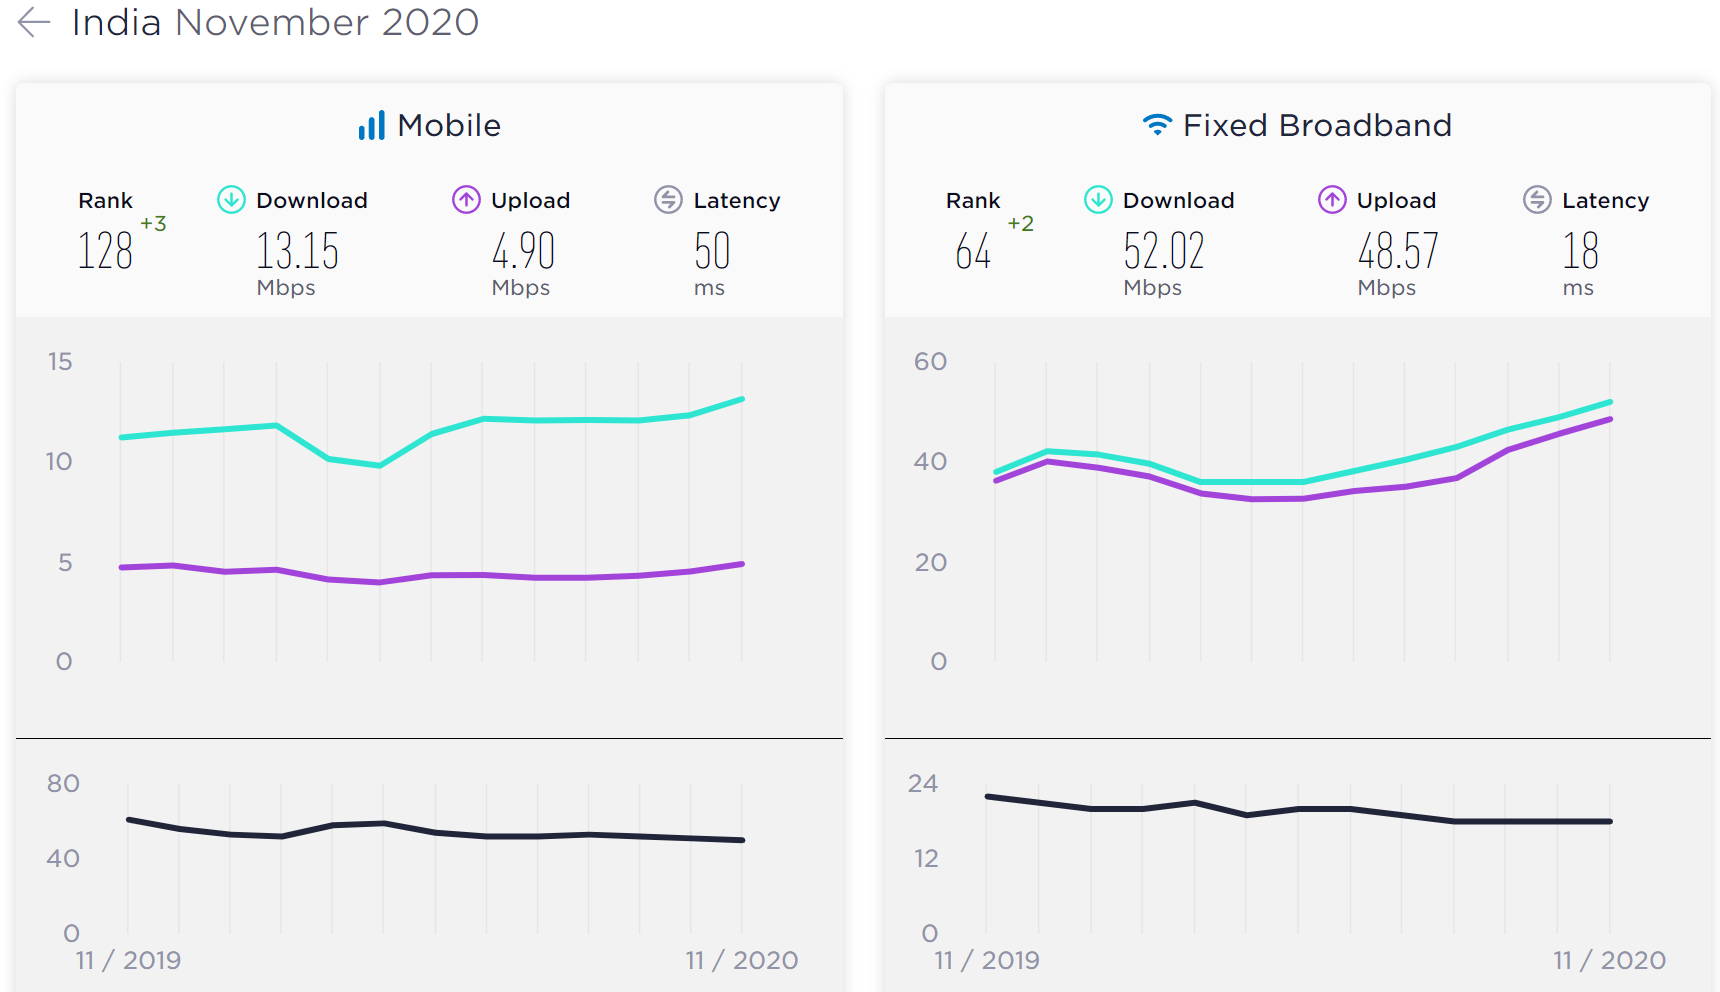 India November 2020
Mobile
Rank Download Upload Latency
+3
128 13.15 4.90 50
Mbps Mbps ms
15
10
5
0
80
40
0
11 / 2019 11 / 2020
Fixed Broadband
Rank Download Upload Latency
+2
64 52.02 48.57 18
Mbps Mbps ms
60
40
20
0
24
12
0
11 / 2019 11 / 2020